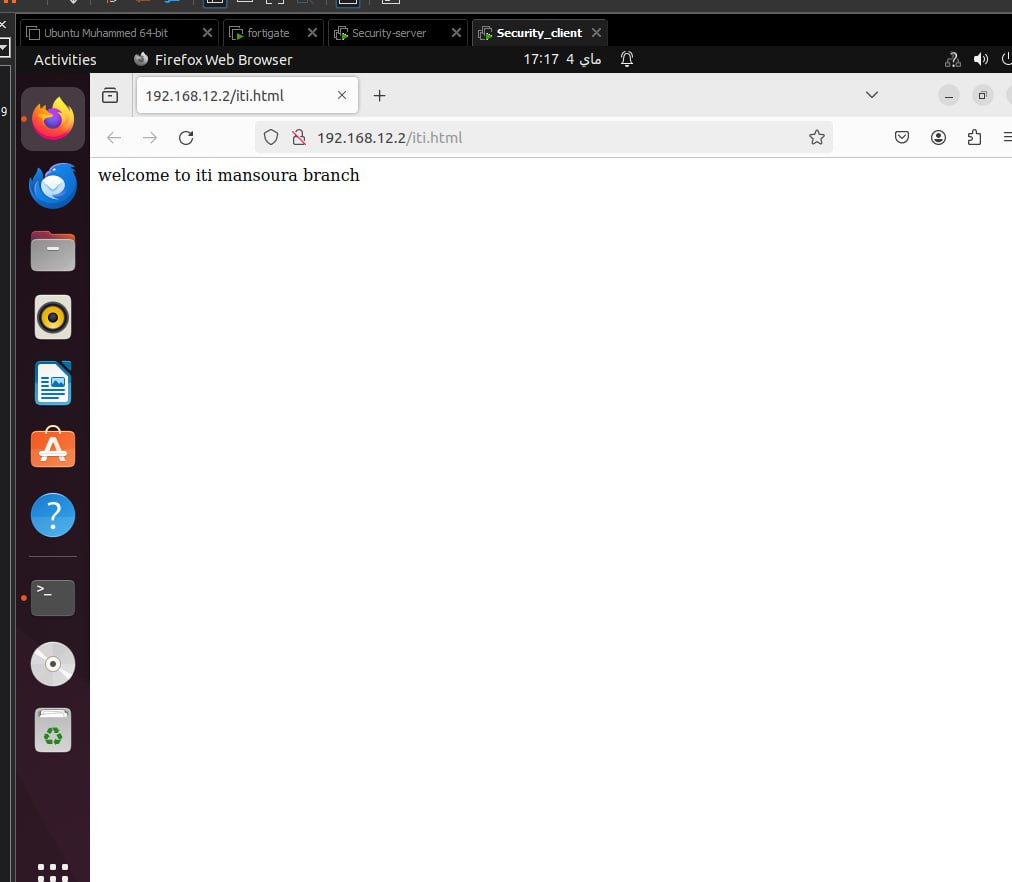 Ubuntu Muhammed 64-bit fortigate Security-server Security_client
Activities Firefox Web Browser 17:17 4 ماي
192.168.12.2/iti.html
192.168.12.2/iti.html
9
welcome to iti mansoura branch